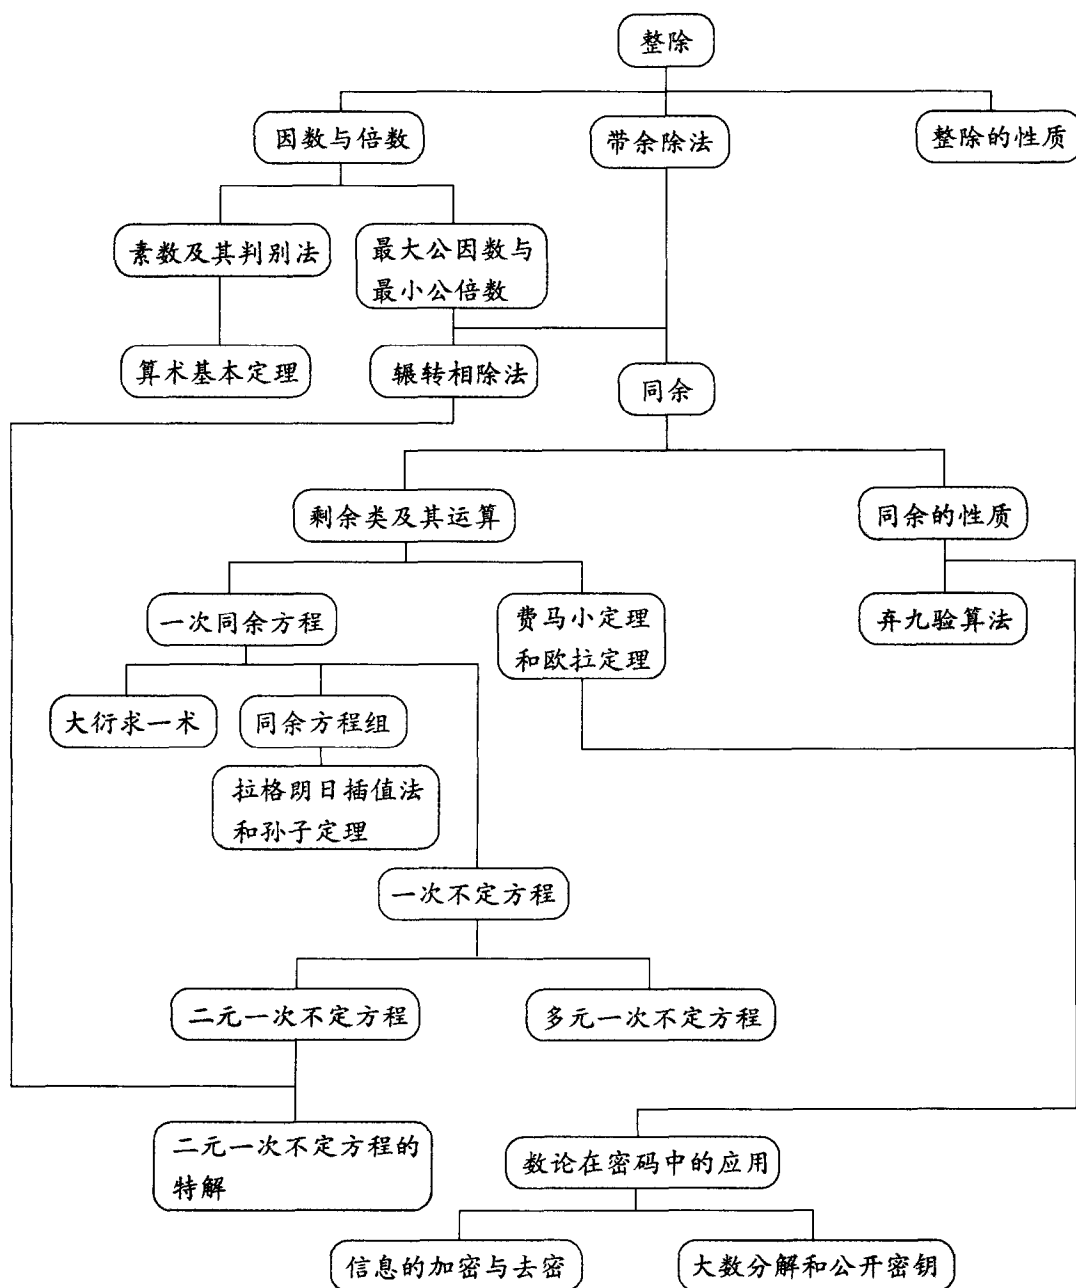 整除
因数与倍数
带余除法
整除的性质
素数及其判别法
最大公因数与
最小公倍数
算术基本定理
辗转相除法
同余
剩余类及其运算
同余的性质
一次同余方程
费马小定理
和欧拉定理
弃九验算法
大衍求一术
同余方程组
拉格朗日插值法
和孙子定理
一次不定方程
二元一次不定方程
多元一次不定方程
二元一次不定方程的
特解
数论在密码中的应用
信息的加密与去密
大数分解和公开密钥